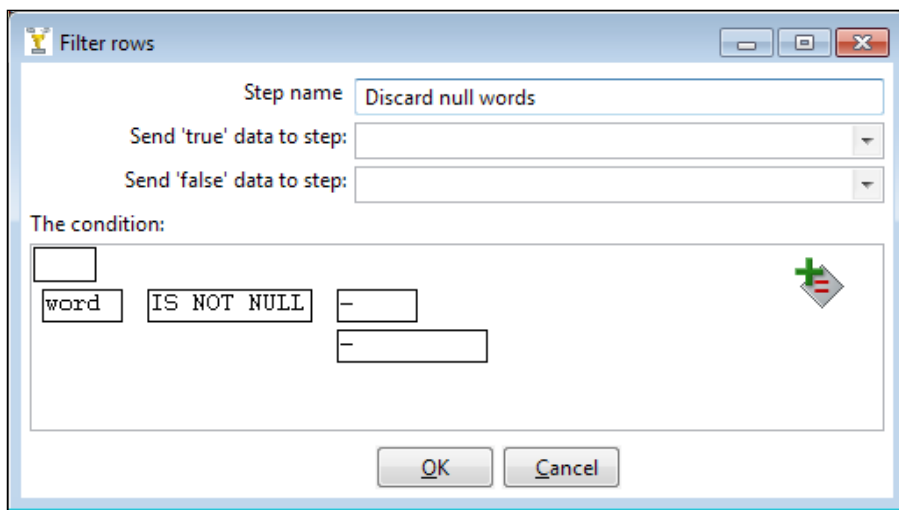 Filter rows
Step name Discard null words
Send 'true' data to step:
Send 'false' data to step:
The condition:
word IS NOT NULL -
-
OK Cancel